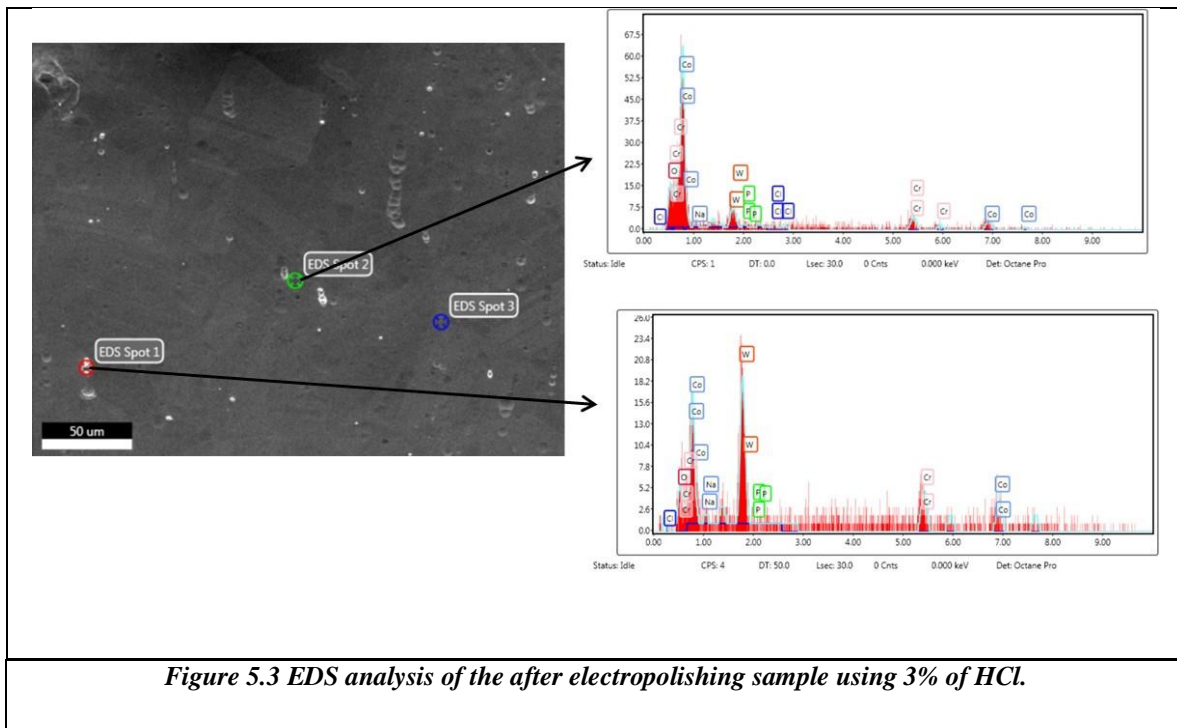 EDS Spot 2
EDS Spot 3
EDS Spot 1
50 um
67.5
60.0
52.5
45.0
37.5
30.0
22.5
15.0
7.5
0.0
Co
Co
Cr
Cr
O
Cr
Co
Cl
Na
W
W
P
P
P
Cl
Cl
Cl
Cr
Cr
Cr
Co
Co
0.00 1.00 2.00 3.00 4.00 5.00 6.00 7.00 8.00 9.00
Status: Idle CPS: 1 DT: 0.0 Lsec: 30.0 0 Cnts 0.000 keV Det: Octane Pro
26.0
23.4
20.8
18.2
15.6
13.0
10.4
7.8
5.2
2.6
0.0
W
Co
Co
W
Co
Cr
O
Cr
Cr
Na
Na
Cl
P
P
P
Cr
Cr
Co
Co
0.00 1.00 2.00 3.00 4.00 5.00 6.00 7.00 8.00 9.00
Status: Idle CPS: 4 DT: 50.0 Lsec: 30.0 0 Cnts 0.000 keV Det: Octane Pro
Figure 5.3 EDS analysis of the after electropolishing sample using 3% of HCl.